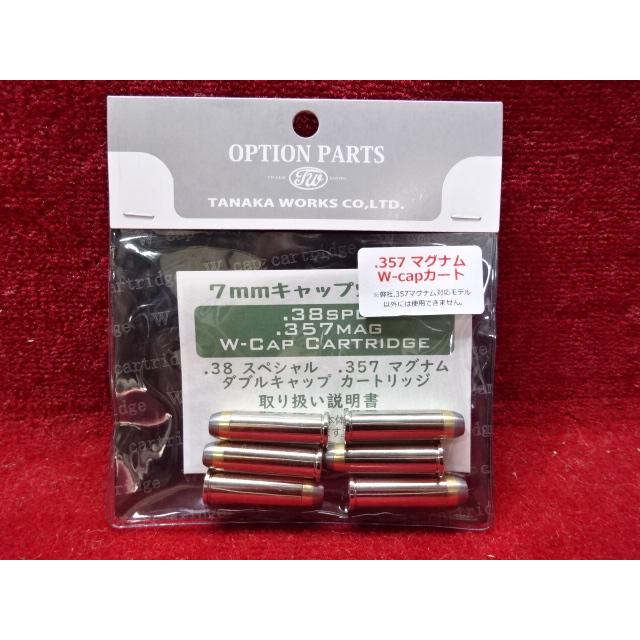 OPTION PARTS
TW
TANAKA WORKS CO,LTD.
W cap cartridge
.357 マグナム
W-capカート
※弊社.357マグナム対応モデル
以外には使用できません。
7mmキャップ
.38SPL
.357MAG
W-CAP CARTRIDGE
.38 スペシャル .357 マグナム
ダブルキャップ カートリッジ
取り扱い説明書